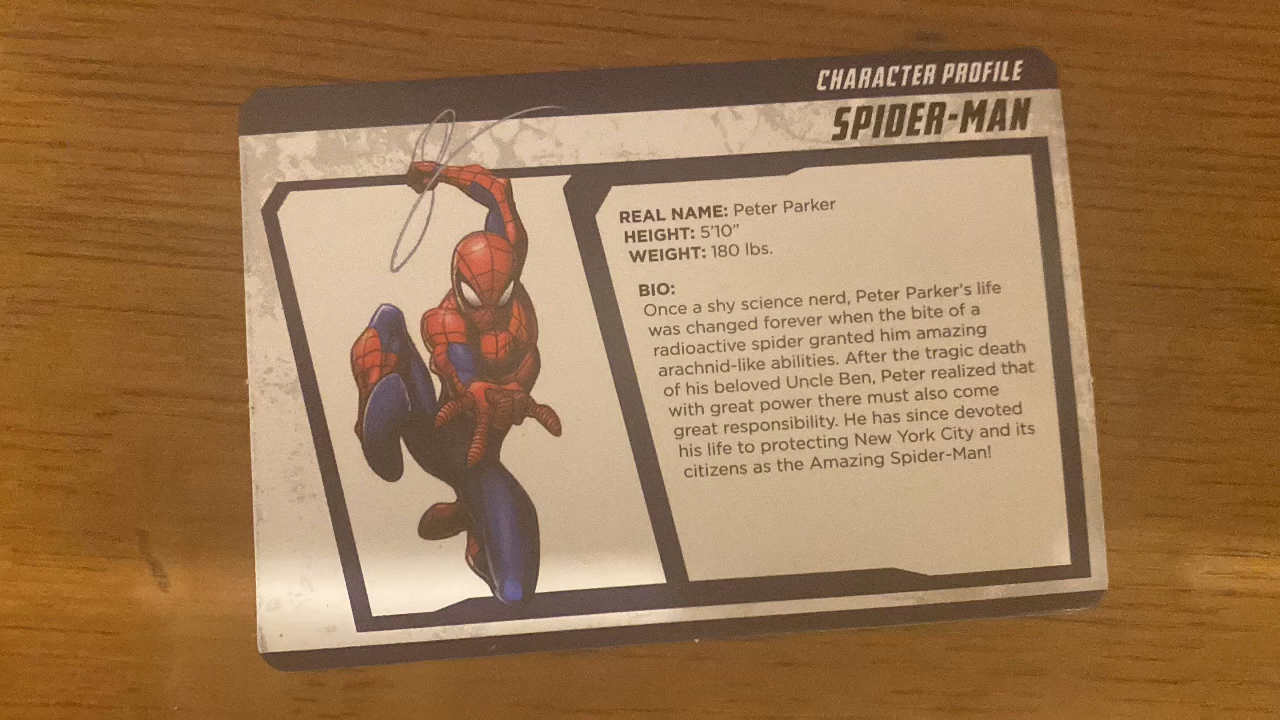 CHARACTER PROFILE
SPIDER-MAN
REAL NAME: Peter Parker
HEIGHT: 5'10"
WEIGHT: 180 lbs.
BIO:
Once a shy science nerd, Peter Parker's life
was changed forever when the bite of a
radioactive spider granted him amazing
arachnid-like abilities. After the tragic death
of his beloved Uncle Ben, Peter realized that
with great power there must also come
great responsibility. He has since devoted
his life to protecting New York City and its
citizens as the Amazing Spider-Man!